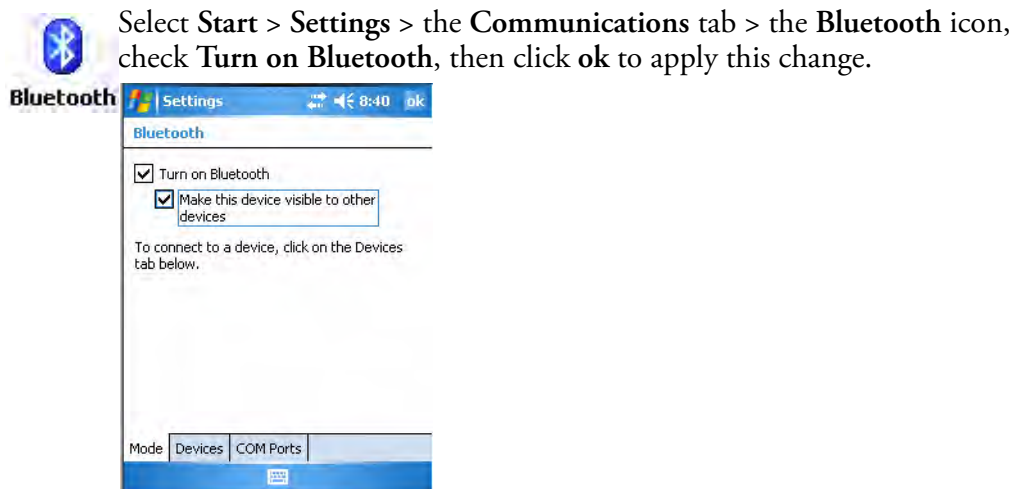 Select Start > Settings > the Communications tab > the Bluetooth icon,
check Turn on Bluetooth, then click ok to apply this change.
Bluetooth
Settings 8:40 ok
Bluetooth
Turn on Bluetooth
Make this device visible to other
devices
To connect to a device, click on the Devices
tab below.
Mode Devices COM Ports